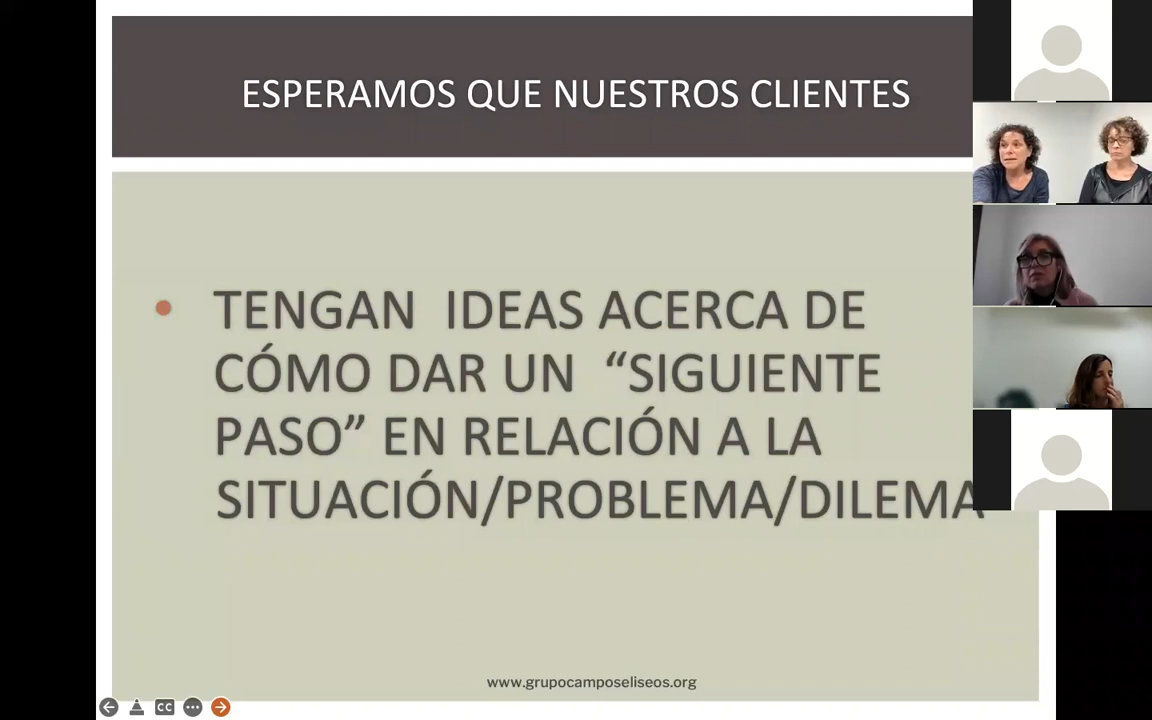 ESPERAMOS QUE NUESTROS CLIENTES
• TENGAN IDEAS ACERCA DE
CÓMO DAR UN “SIGUIENTE
PASO” EN RELACIÓN A LA
SITUACIÓN/PROBLEMA/DILEMA
www.grupocamposeliseos.org
CC